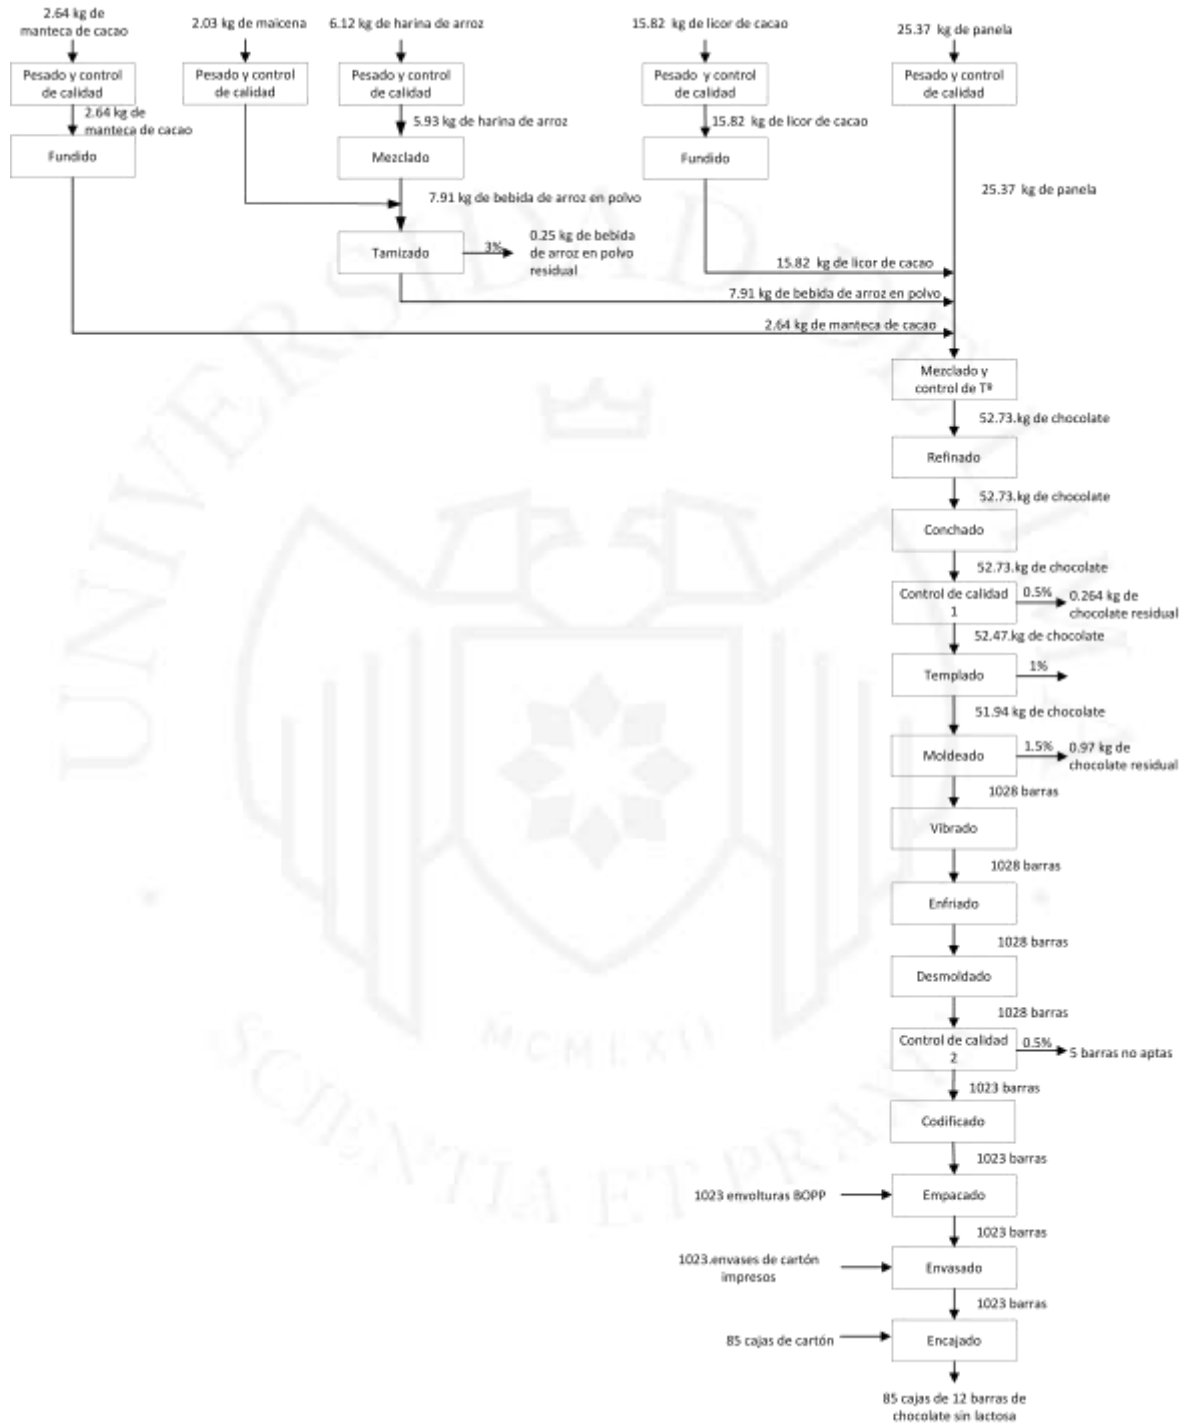 2.64 kg de
manteca de cacao
2.03 kg de maicena
6.12 kg de harina de arroz
15.82 kg de licor de cacao
25.37 kg de panela
Pesado y control
de calidad
Pesado y control
de calidad
Pesado y control
de calidad
Pesado y control
de calidad
Pesado y control
de calidad
2.64 kg de
manteca de cacao
5.93 kg de harina de arroz
15.82 kg de licor de cacao
Fundido
Mezclado
Fundido
25.37 kg de panela
7.91 kg de bebida de arroz en polvo
Tamizado
3%
0.25 kg de bebida
de arroz en polvo
residual
15.82 kg de licor de cacao
7.91 kg de bebida de arroz en polvo
2.64 kg de manteca de cacao
Mezclado y
control de Tº
52.73.kg de chocolate
Refinado
52.73.kg de chocolate
Conchado
52.73.kg de chocolate
Control de calidad
1
0.5%
0.264 kg de
chocolate residual
52.47.kg de chocolate
Templado
1%
51.94 kg de chocolate
Moldeado
1.5%
0.97 kg de
chocolate residual
1028 barras
Vibrado
1028 barras
Enfriado
1028 barras
Desmoldado
1028 barras
Control de calidad
2
0.5%
5 barras no aptas
1023 barras
Codificado
1023 barras
1023 envolturas BOPP
Empacado
1023 barras
1023.envases de cartón
impresos
Envasado
1023 barras
85 cajas de cartón
Encajado
85 cajas de 12 barras de
chocolate sin lactosa
UNIVERSIDAD DE LIMA
MCMLXII
SCIENTIA ET PRAXIS